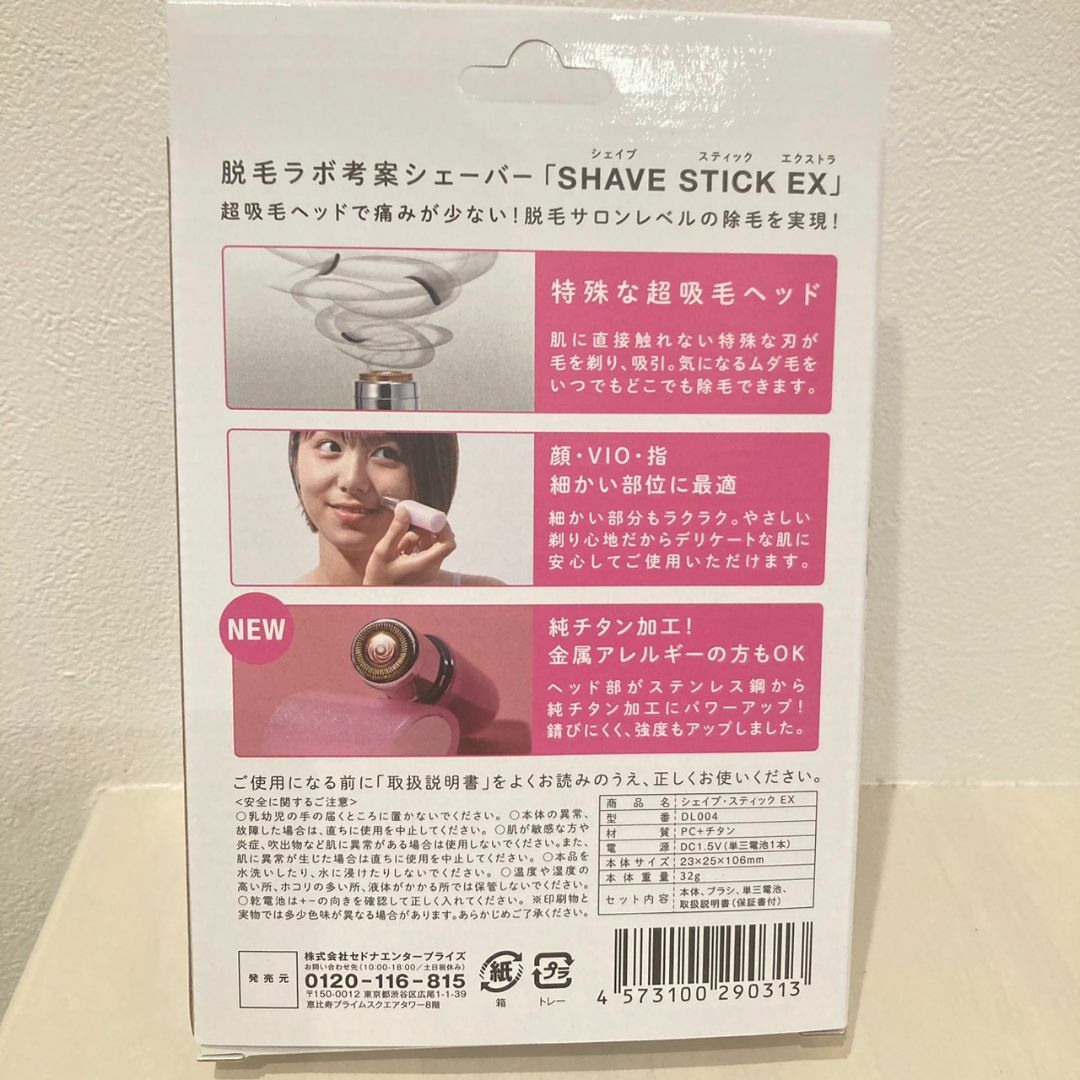 シェイブ スティック エクストラ
脱毛ラボ考案シェーバー「SHAVE STICK EX」
超吸毛ヘッドで痛みが少ない!脱毛サロンレベルの除毛を実現!
特殊な超吸毛ヘッド
肌に直接触れない特殊な刃が
毛を剃り、吸引。気になるムダ毛を
いつでもどこでも除毛できます。
顔・VIO・指
細かい部位に最適
細かい部分もラクラク。やさしい
剃り心地だからデリケートな肌に
安心してご使用いただけます。
NEW
純チタン加工!
金属アレルギーの方もOK
ヘッド部がステンレス鋼から
純チタン加工にパワーアップ!
錆びにくく、強度もアップしました。
ご使用になる前に「取扱説明書」をよくお読みのうえ、正しくお使いください。
<安全に関するご注意>
○乳幼児の手の届くところに置かないでください。○本体の異常、
故障した場合は、直ちに使用を中止してください。○肌が敏感な方や
炎症、吹出物など肌に異常がある場合は使用しないでください。また、
肌に異常が生じた場合は直ちに使用を中止してください。○本品を
水洗いしたり、水に浸けたりしないでください。○温度や湿度の
高い所、ホコリの多い所、液体がかかる所では保管しないでください。
○乾電池は+−の向きを確認して正しく入れてください。※印刷物と
実物では多少色味が異なる場合があります。あらかじめご了承ください。
商品名 シェイブ・スティック EX
型番 DL004
材質 PC+チタン
電源 DC1.5V(単三電池1本)
本体サイズ 23×25×106mm
本体重量 32g
セット内容 本体、ブラシ、単三電池、
取扱説明書(保証書付)
発売元
株式会社セドナエンタープライズ
お問い合わせ先(10:00-18:00/土日祝休み)
0120-116-815
〒150-0012 東京都渋谷区広尾1-1-39
恵比寿プライムスクエアタワー8階
紙
箱
プラ
トレー
4 573100 290313